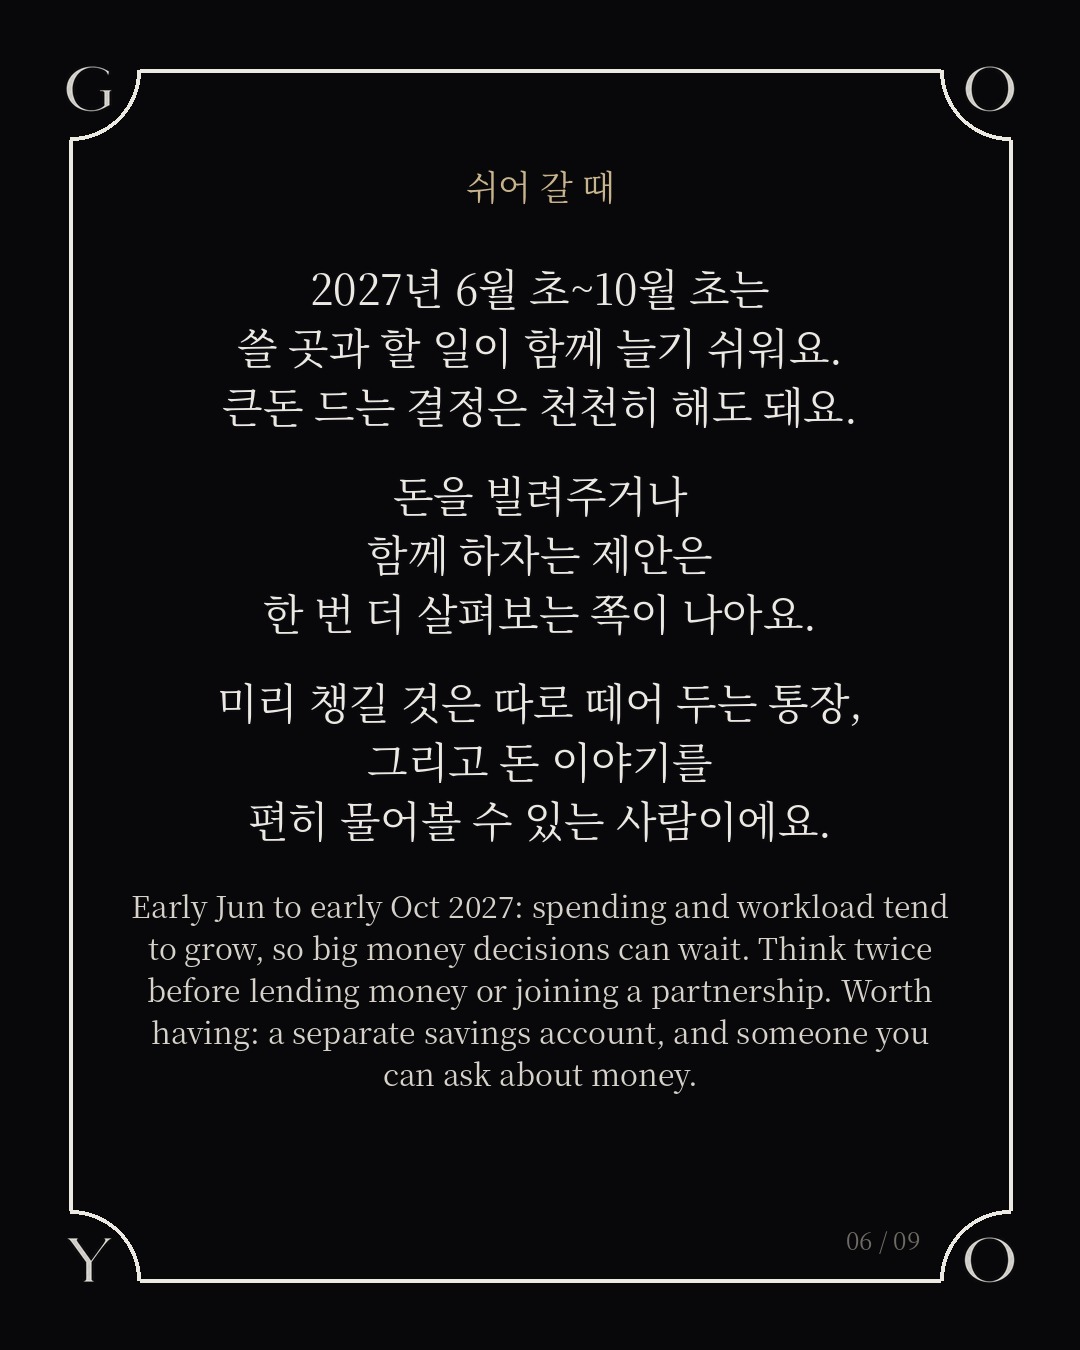 G O
쉬어 갈 때
2027년 6월 초~10월 초는
쓸 곳과 할 일이 함께 늘기 쉬워요.
큰돈 드는 결정은 천천히 해도 돼요.
돈을 빌려주거나
함께 하자는 제안은
한 번 더 살펴보는 쪽이 나아요.
미리 챙길 것은 따로 떼어 두는 통장,
그리고 돈 이야기를
편히 물어볼 수 있는 사람이에요.
Early Jun to early Oct 2027: spending and workload tend
to grow, so big money decisions can wait. Think twice
before lending money or joining a partnership. Worth
having: a separate savings account, and someone you
can ask about money.
06 / 09
Y O